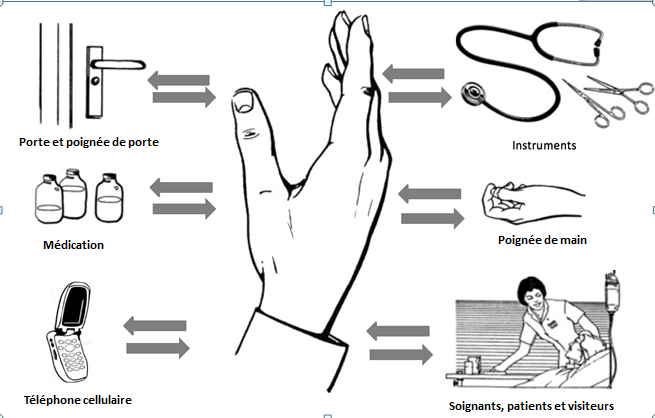 Porte et poignée de porte
Instruments
Médication
Poignée de main
Téléphone cellulaire
Soignants, patients et visiteurs